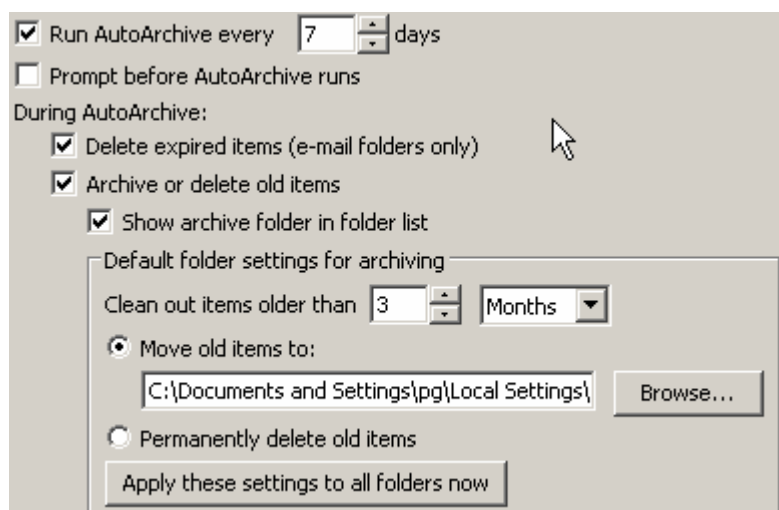 Run AutoArchive every 7 days
Prompt before AutoArchive runs
During AutoArchive:
Delete expired items (e-mail folders only)
Archive or delete old items
Show archive folder in folder list
Default folder settings for archiving
Clean out items older than 3 Months
Move old items to:
C:\Documents and Settings\pg\Local Settings\ Browse...
Permanently delete old items
Apply these settings to all folders now